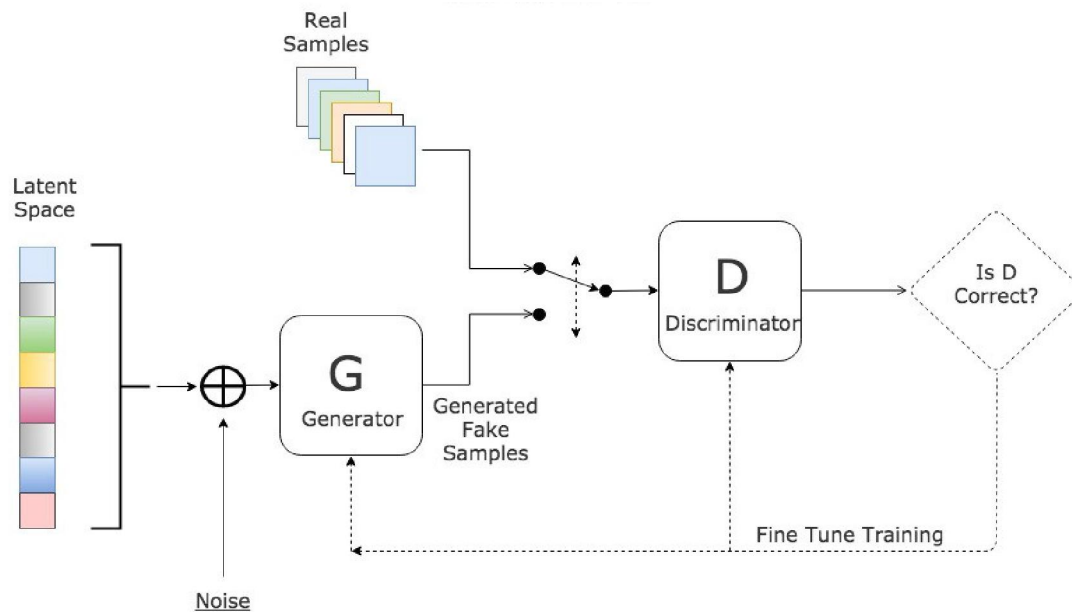 Real
Samples
Latent
Space
D
Discriminator
Is D
Correct?
G
Generator
Generated
Fake
Samples
Fine Tune Training
Noise